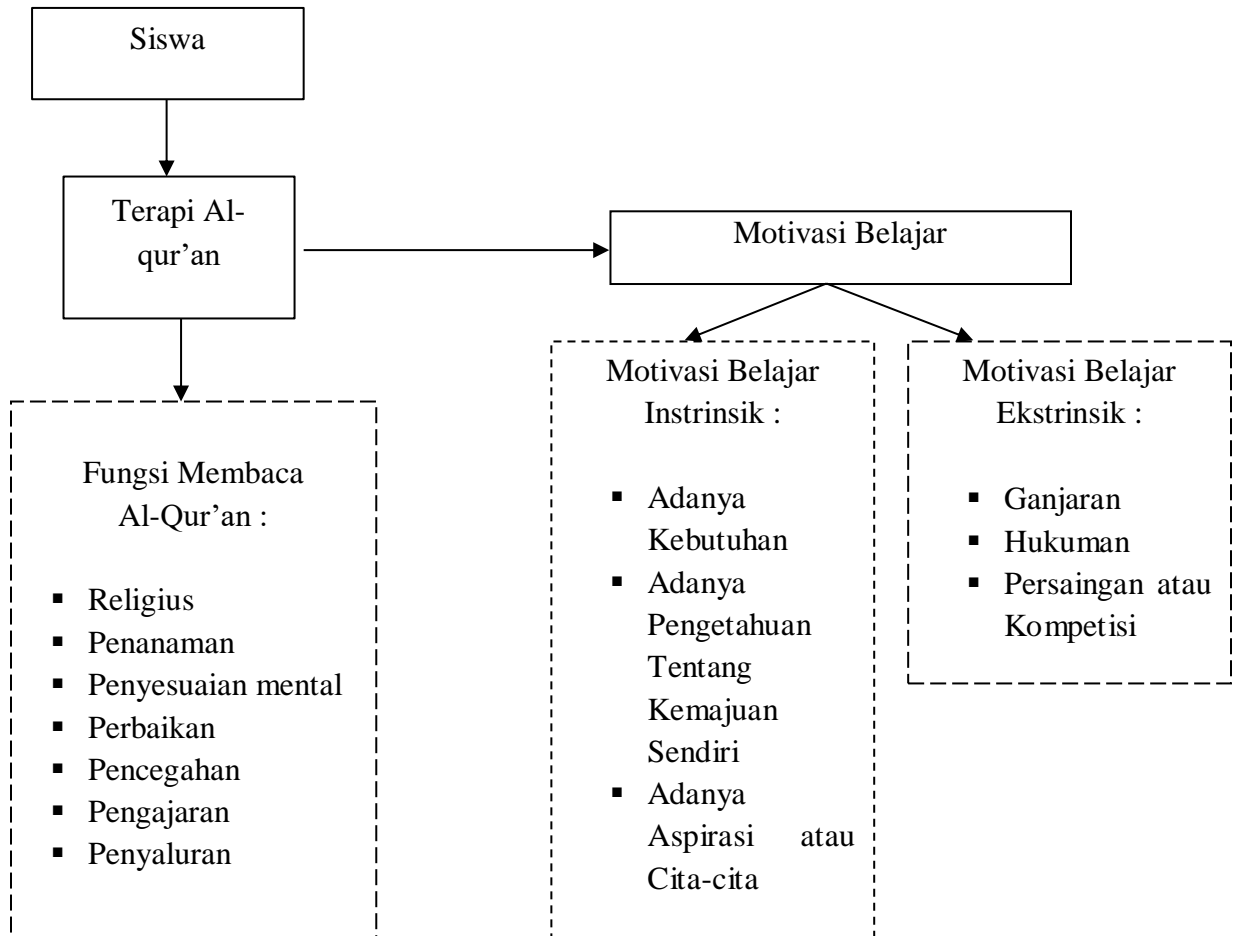 Siswa
Terapi Al-
qur’an
Motivasi Belajar
Fungsi Membaca
Al-Qur’an :
▪ Religius
▪ Penanaman
▪ Penyesuaian mental
▪ Perbaikan
▪ Pencegahan
▪ Pengajaran
▪ Penyaluran
Motivasi Belajar
Instrinsik :
▪ Adanya
Kebutuhan
▪ Adanya
Pengetahuan
Tentang
Kemajuan
Sendiri
▪ Adanya
Aspirasi atau
Cita-cita
Motivasi Belajar
Ekstrinsik :
▪ Ganjaran
▪ Hukuman
▪ Persaingan atau
Kompetisi